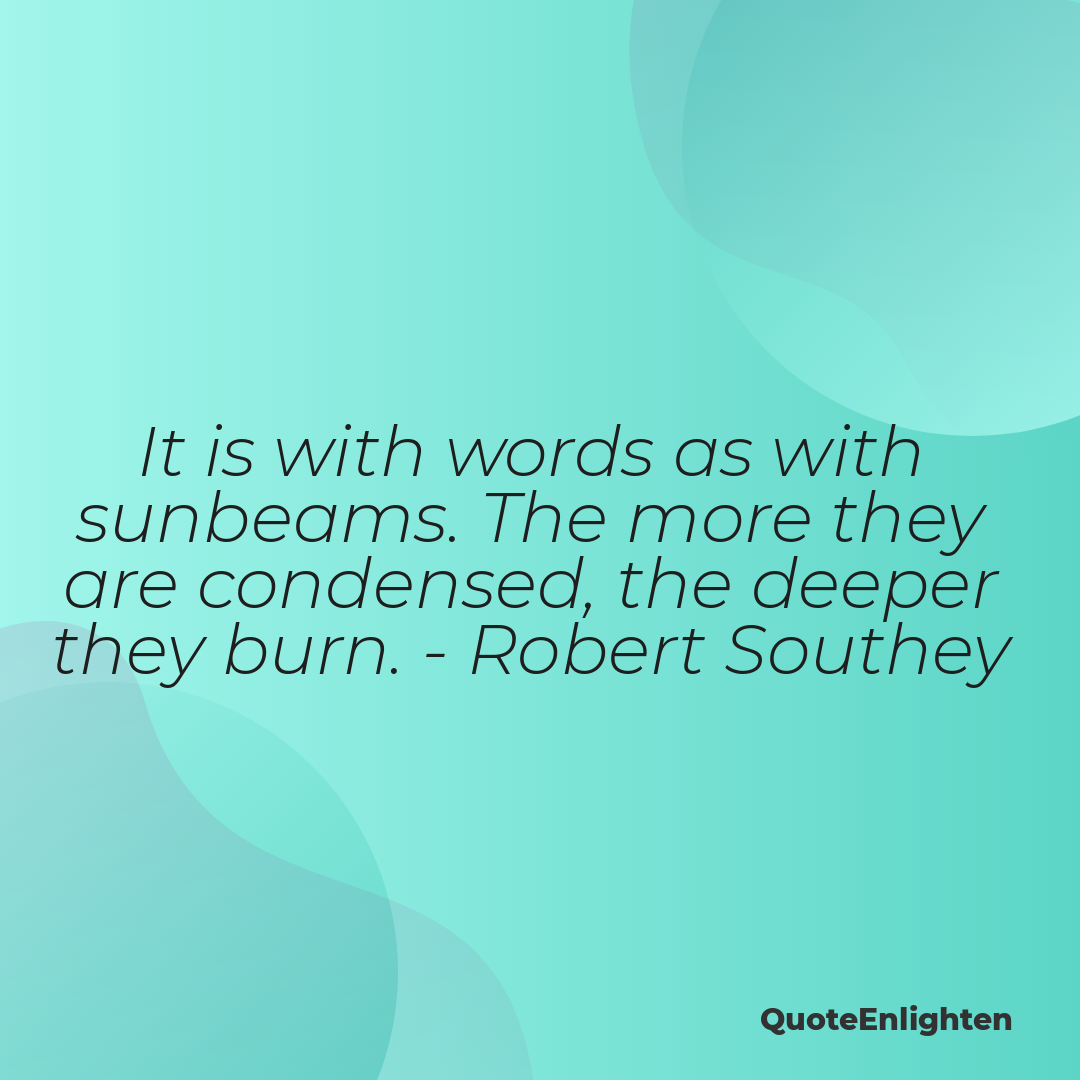 It is with words as with
sunbeams. The more they
are condensed, the deeper
they burn. - Robert Southey
QuoteEnlighten